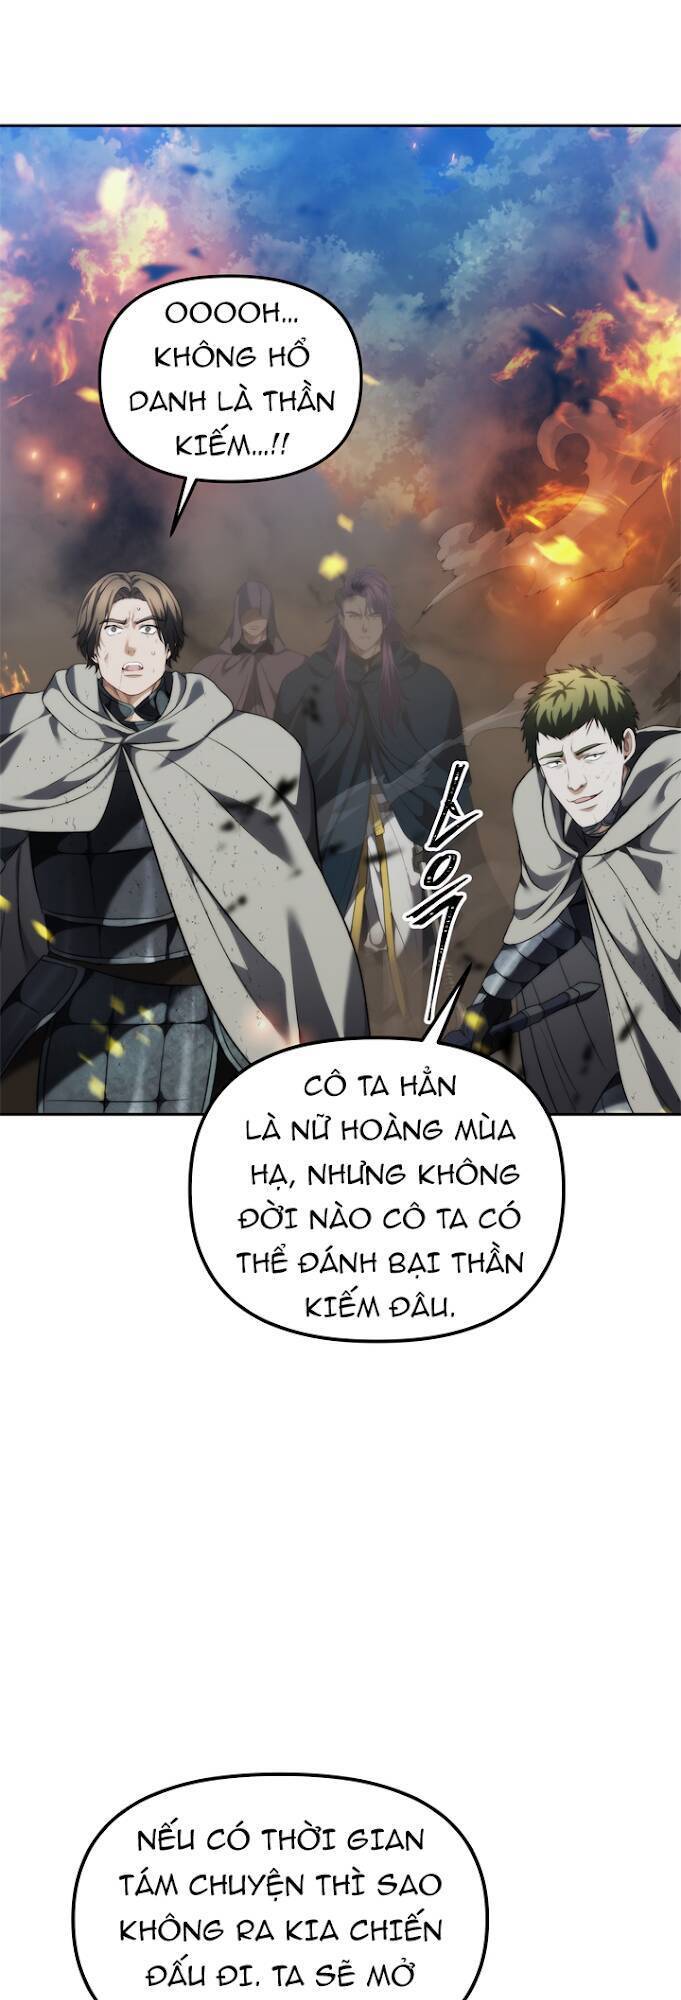 OOOOH...
KHÔNG HỔ
DANH LÀ THẦN
KIẾM...!!
CÔ TA HẲN
LÀ NỮ HOÀNG MÙA
HẠ, NHƯNG KHÔNG
ĐỜI NÀO CÔ TA CÓ
THỂ ĐÁNH BẠI THẦN
KIẾM ĐÂU.
NẾU CÓ THỜI GIAN
TÁM CHUYỆN THÌ SAO
KHÔNG RA KIA CHIẾN
ĐẤU ĐI. TA SẼ MỞ